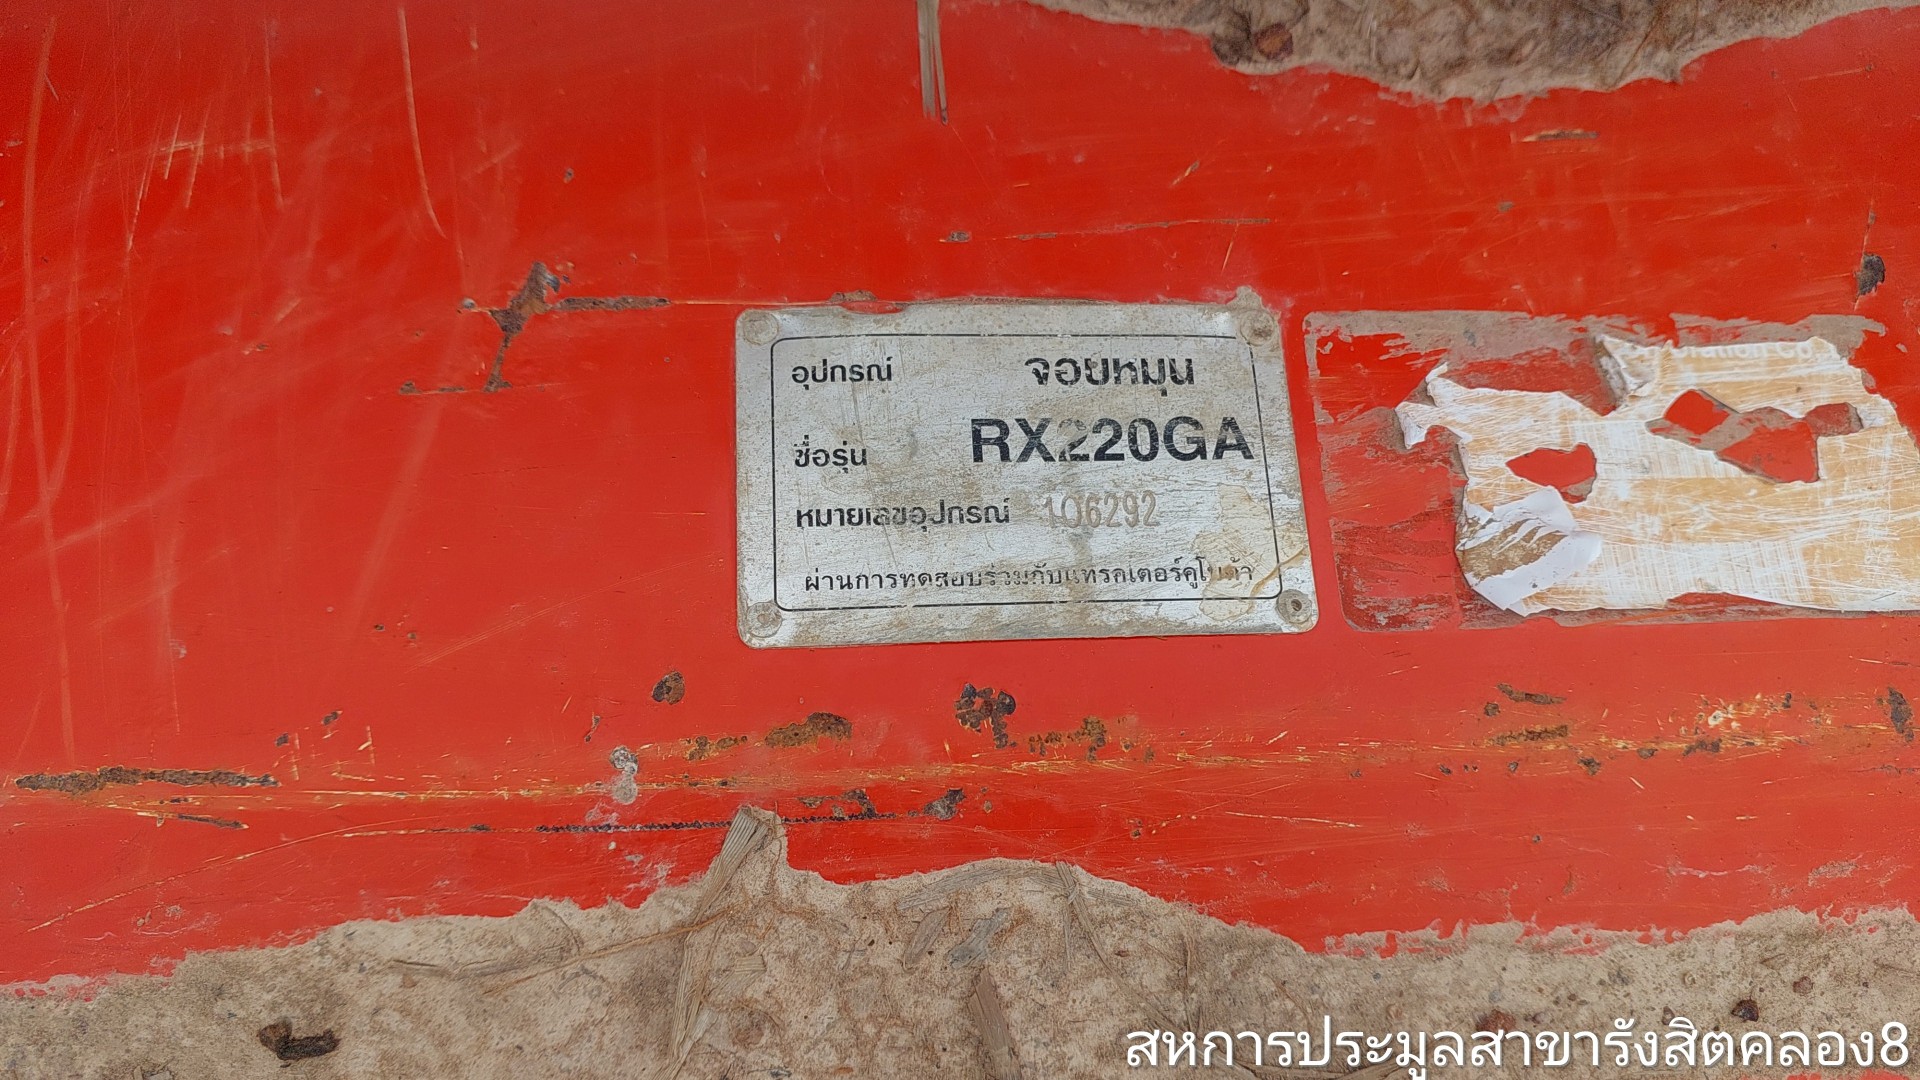 อุปกรณ์ จอบหมุน
ชื่อรุ่น RX220GA
หมายเลขอุปกรณ์ 106292
ผ่านการทดสอบร่วมกับแทรคเตอร์คูโบต้า
สหการประมูลสาขารังสิตคลอง8